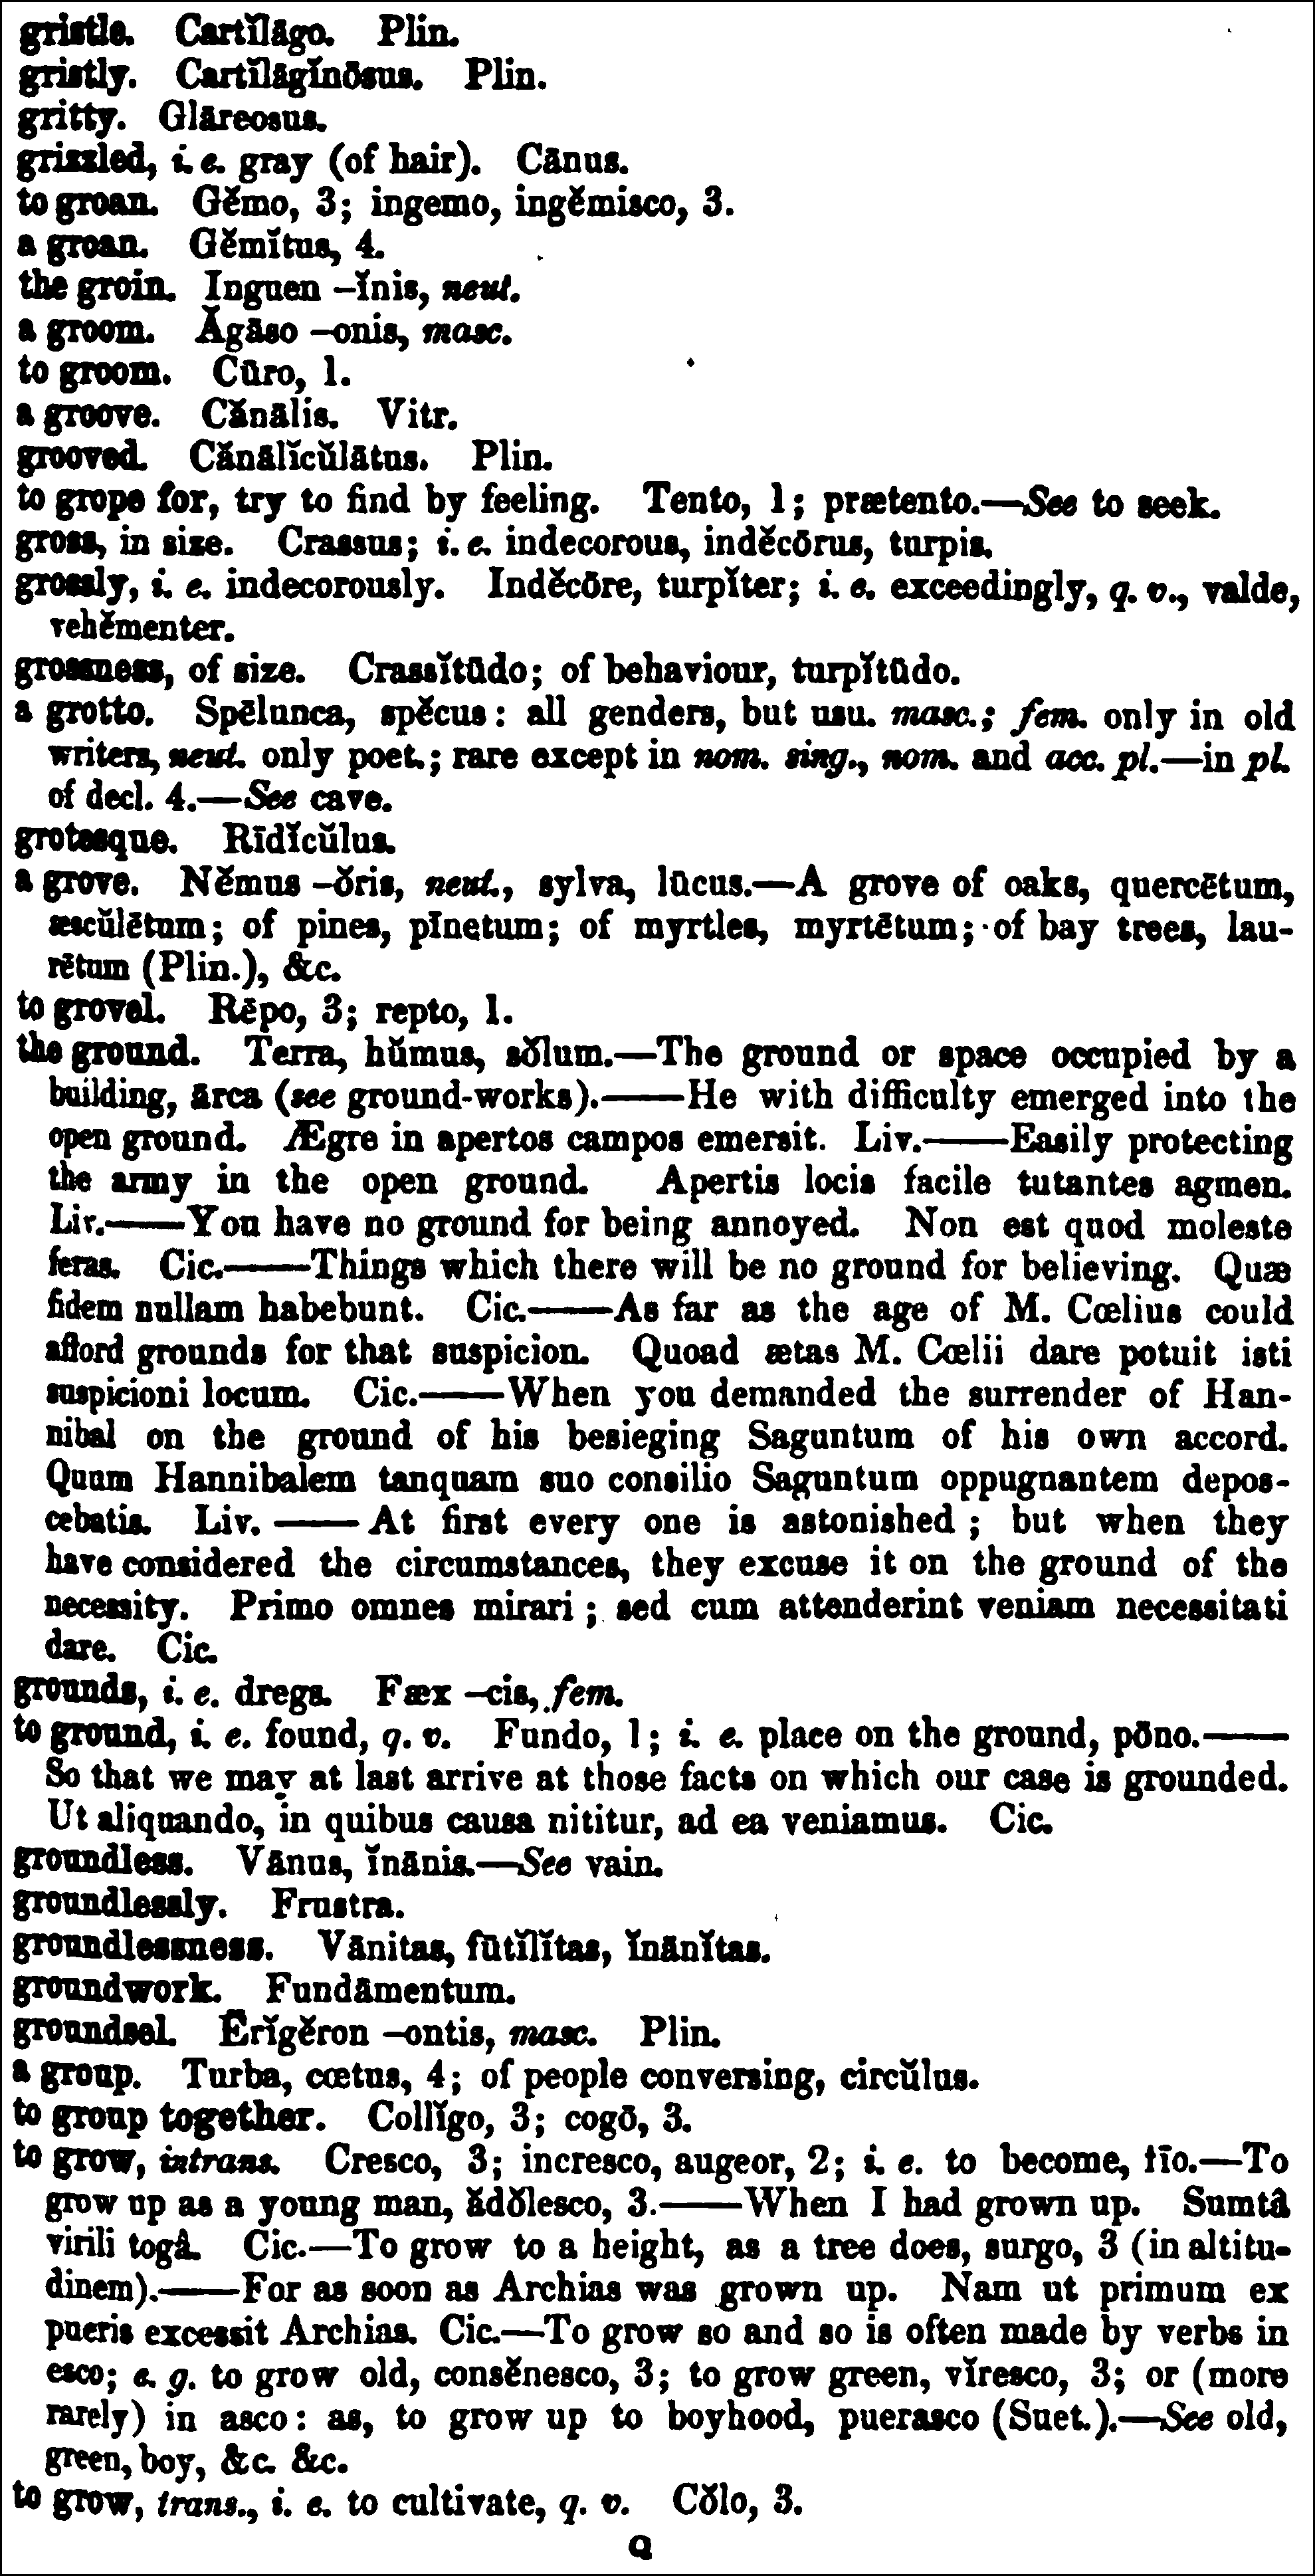 gristle. Cartĭlāgo. Plin.
gristly. Cartĭlāgĭnōsus. Plin.
gritty. Glāreosus.
grizzled, i. e. gray (of hair). Cānus.
to groan. Gĕmo, 3; ingemo, ingĕmisco, 3.
a groan. Gĕmĭtus, 4.
the groin. Inguen –ĭnis, neut.
a groom. Ăgāso –onis, masc.
to groom. Cūro, 1.
a groove. Cănālis. Vitr.
grooved. Cănālĭcŭlātus. Plin.
to grope for, try to find by feeling. Tento, 1; prætento.—See to seek.
gross, in size. Crassus; i. e. indecorous, indĕcōrus, turpis.
grossly, i. e. indecorously. Indĕcōre, turpĭter; i. e. exceedingly, q. v., valde,
vehĕmenter.
grossness, of size. Crassĭtūdo; of behaviour, turpĭtūdo.
a grotto. Spēlunca, spĕcus: all genders, but usu. masc.; fem. only in old
writers, neut. only poet.; rare except in nom. sing., nom. and acc. pl.—in pl.
of decl. 4.—See cave.
grotesque. Rīdĭcŭlus.
a grove. Nĕmus –ŏris, neut., sylva, lūcus.—A grove of oaks, quercētum,
æscŭlētum; of pines, pīnetum; of myrtles, myrtētum; of bay trees, lau-
rētum (Plin.), &c.
to grovel. Rēpo, 3; repto, 1.
the ground. Terra, hŭmus, sŏlum.—The ground or space occupied by a
building, ārea (see ground-works).——He with difficulty emerged into the
open ground. Ægre in apertos campos emersit. Liv.——Easily protecting
the army in the open ground. Apertis locis facile tutantes agmen.
Liv.——You have no ground for being annoyed. Non est quod moleste
feras. Cic.——Things which there will be no ground for believing. Quæ
fidem nullam habebunt. Cic.——As far as the age of M. Cœlius could
afford grounds for that suspicion. Quoad ætas M. Cœlii dare potuit isti
suspicioni locum. Cic.——When you demanded the surrender of Han-
nibal on the ground of his besieging Saguntum of his own accord.
Quum Hannibalem tanquam suo consilio Saguntum oppugnantem depos-
cebatis. Liv. —— At first every one is astonished; but when they
have considered the circumstances, they excuse it on the ground of the
necessity. Primo omnes mirari; sed cum attenderint veniam necessitati
dare. Cic.
grounds, i. e. dregs. Fæx –cis, fem.
to ground, i. e. found, q. v. Fundo, 1; i. e. place on the ground, pōno.——
So that we may at last arrive at those facts on which our case is grounded.
Ut aliquando, in quibus causa nititur, ad ea veniamus. Cic.
groundless. Vānus, ĭnānis.—See vain.
groundlessly. Frustra.
groundlessness. Vānitas, fūtĭlĭtas, ĭnānĭtas.
groundwork. Fundāmentum.
groundsel. Ērĭgĕron –ontis, masc. Plin.
a group. Turba, cœtus, 4; of people conversing, circŭlus.
to group together. Collĭgo, 3; cogō, 3.
to grow, intrans. Cresco, 3; incresco, augeor, 2; i. e. to become, fīo.—To
grow up as a young man, ădŏlesco, 3.——When I had grown up. Sumtâ
virili togâ. Cic.—To grow to a height, as a tree does, surgo, 3 (in altitu-
dinem).——For as soon as Archias was grown up. Nam ut primum ex
pueris excessit Archias. Cic.—To grow so and so is often made by verbs in
esco; e. g. to grow old, consĕnesco, 3; to grow green, vĭresco, 3; or (more
rarely) in asco: as, to grow up to boyhood, puerasco (Suet.).—See old,
green, boy, &c. &c.
to grow, trans., i. e. to cultivate, q. v. Cŏlo, 3.
Q